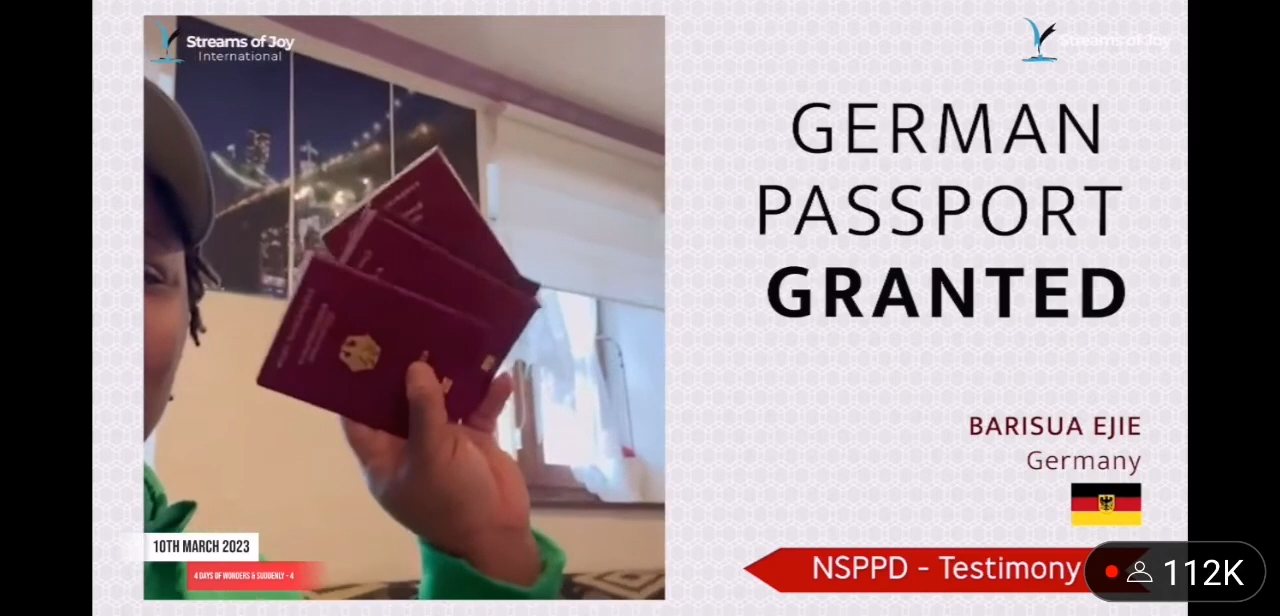 Streams of Joy
International
Streams of Joy
GERMAN
PASSPORT
GRANTED
BARISUA EJIE
Germany
10TH MARCH 2023
4 DAYS OF WONDERS & SUDDENLY - 4
NSPPD - Testimony
112K